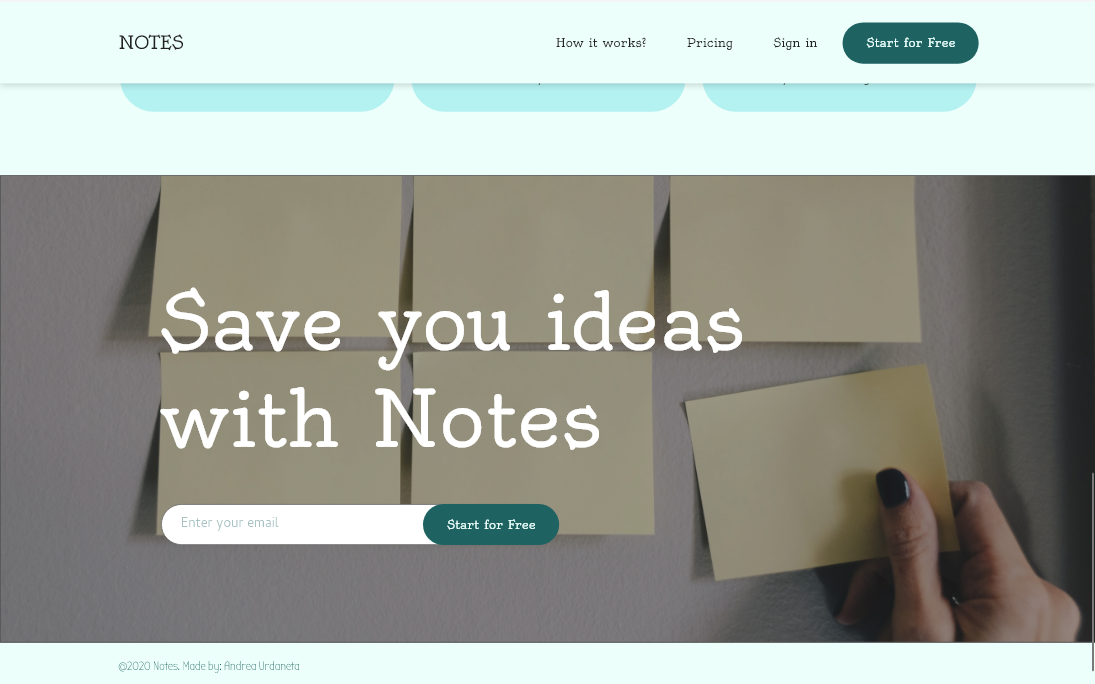 NOTES
How it works?
Pricing
Sign in
Start for Free
Save you ideas
with Notes
Enter your email
Start for Free
@2020 Notes. Made by: Andrea Urdaneta